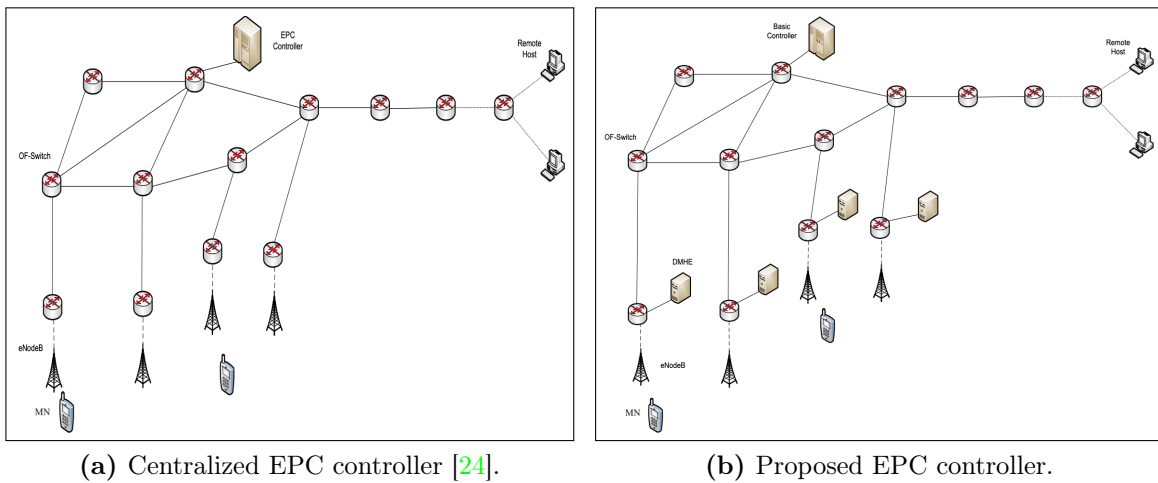 EPC
Controller
Remote
Host
OF-Switch
eNodeB
MN
(a) Centralized EPC controller [24].
Basic
Controller
Remote
Host
OF-Switch
DMHE
eNodeB
MN
(b) Proposed EPC controller.